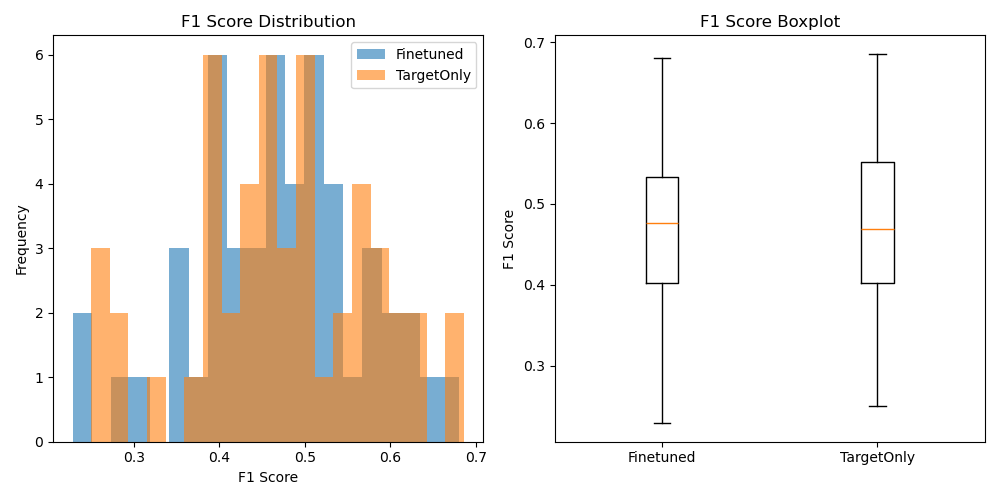 F1 Score Distribution
Frequency
6
5
4
3
2
1
0
0.3 0.4 0.5 0.6 0.7
F1 Score
Finetuned
TargetOnly
F1 Score Boxplot
F1 Score
0.7
0.6
0.5
0.4
0.3
Finetuned TargetOnly